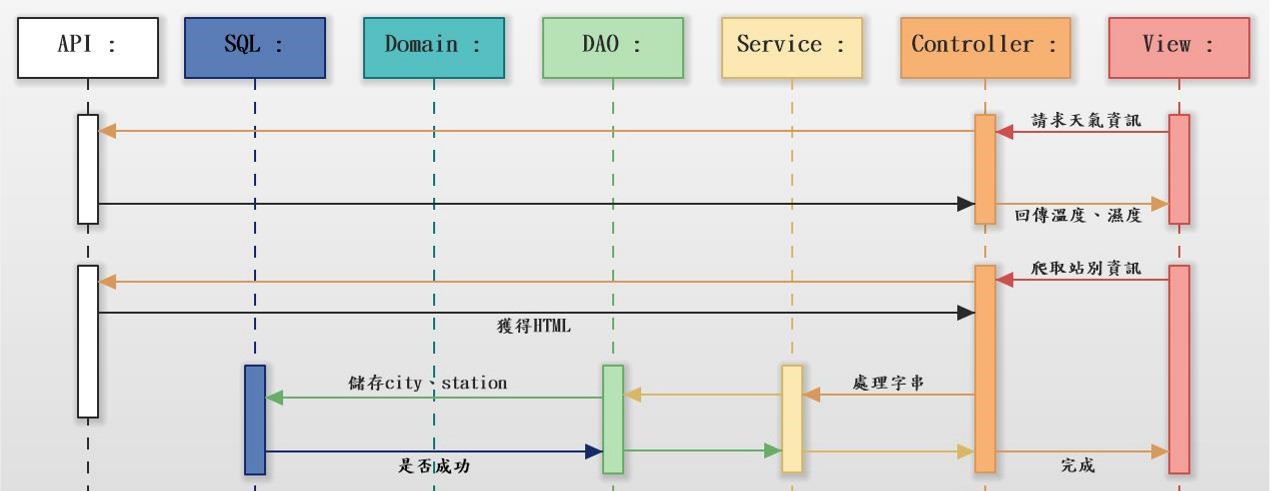 API :
SQL :
Domain :
DAO :
Service :
Controller :
View :
請求天氣資訊
回傳溫度、濕度
爬取站別資訊
獲得HTML
儲存city、station
處理字串
是否成功
完成